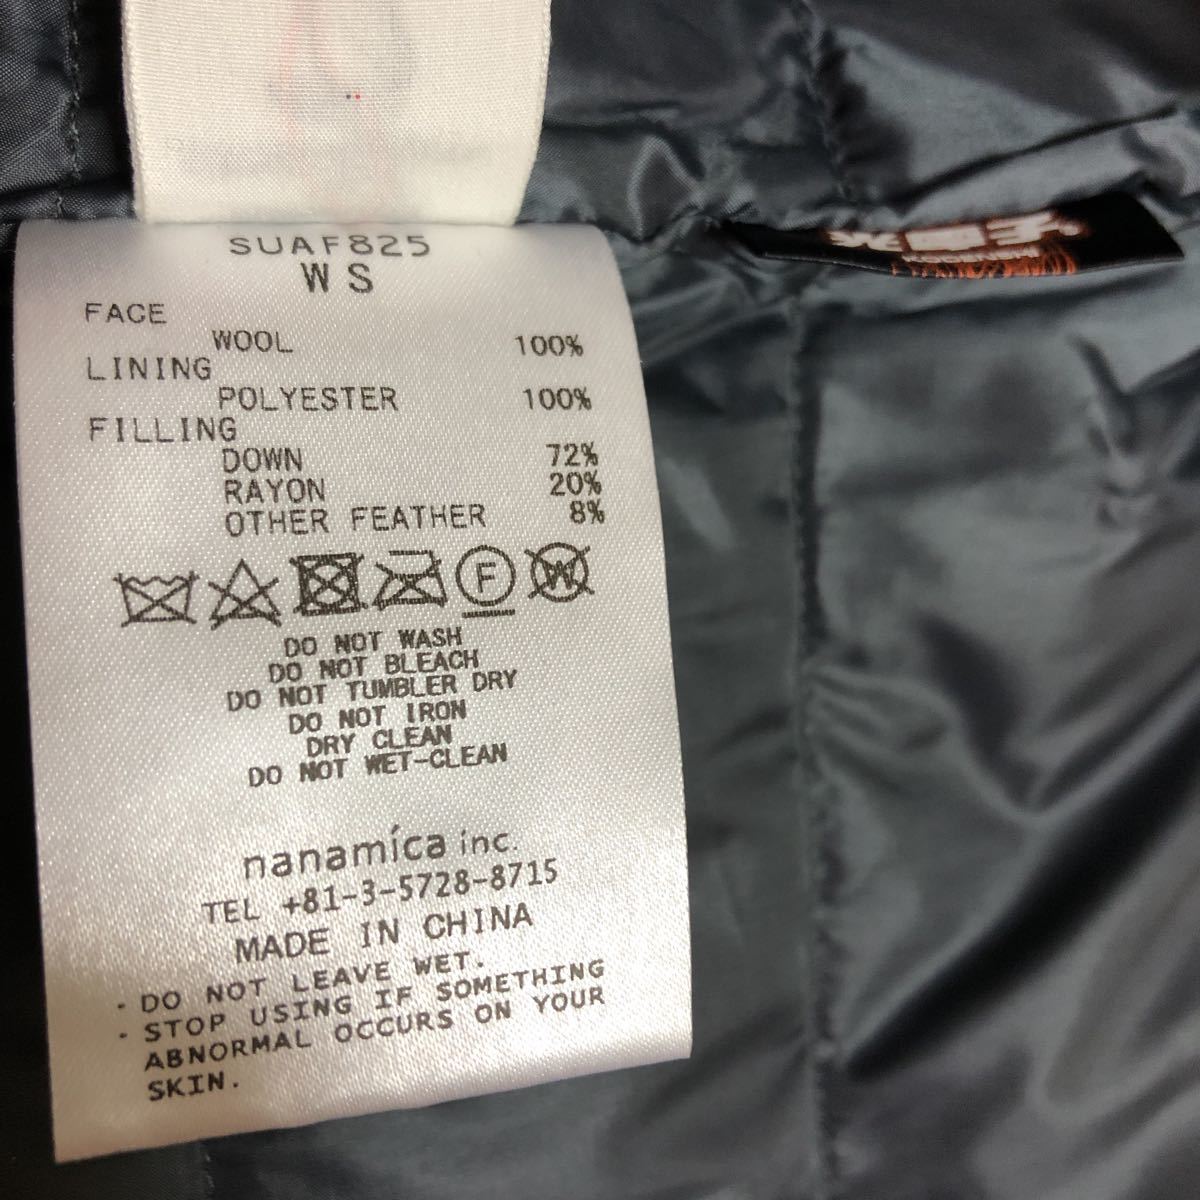 SUAF825
WS
FACE
WOOL 100%
LINING
POLYESTER 100%
FILLING
DOWN 72%
RAYON 20%
OTHER FEATHER 8%
F
W
DO NOT WASH
DO NOT BLEACH
DO NOT TUMBLER DRY
DO NOT IRON
DRY CLEAN
DO NOT WET-CLEAN
nanamíca inc.
TEL +81-3-5728-8715
MADE IN CHINA
· DO NOT LEAVE WET.
· STOP USING IF SOMETHING
ABNORMAL OCCURS ON YOUR
SKIN.